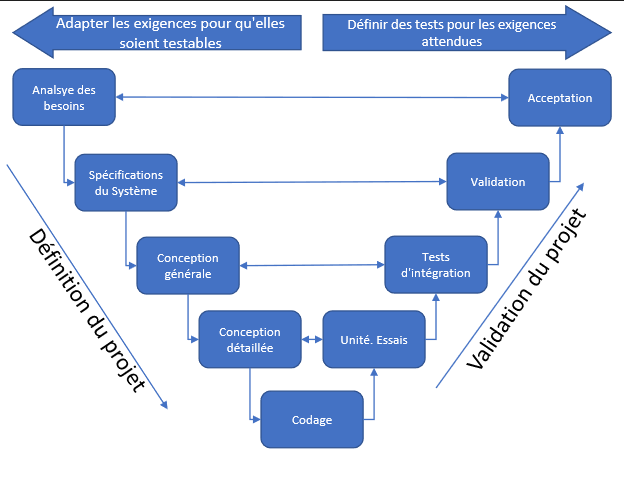 Adapter les exigences pour qu'elles
soient testables
Définir des tests pour les exigences
attendues
Analsye des
besoins
Acceptation
Spécifications
du Système
Validation
Conception
générale
Tests
d'intégration
Conception
détaillée
Unité. Essais
Codage
Définition du projet
Validation du projet